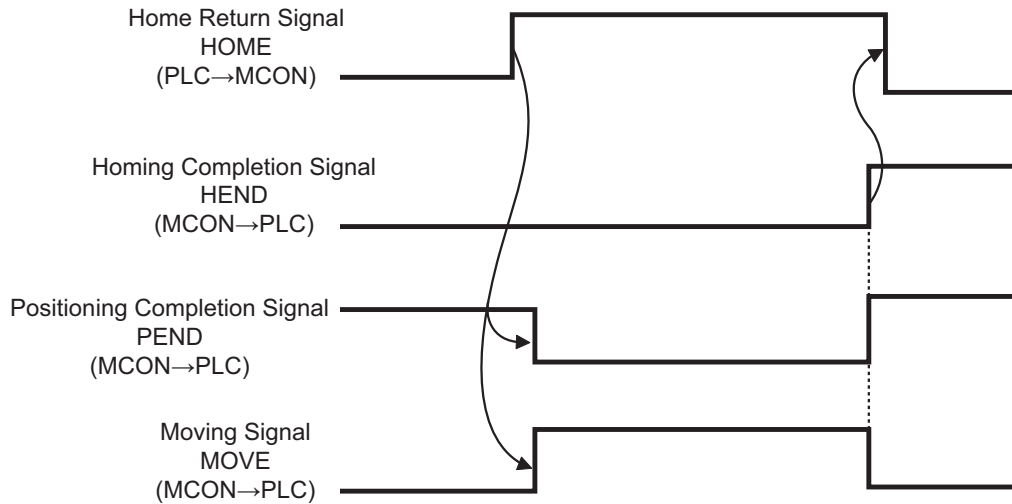 Home Return Signal
HOME
(PLC→MCON)
Homing Completion Signal
HEND
(MCON→PLC)
Positioning Completion Signal
PEND
(MCON→PLC)
Moving Signal
MOVE
(MCON→PLC)